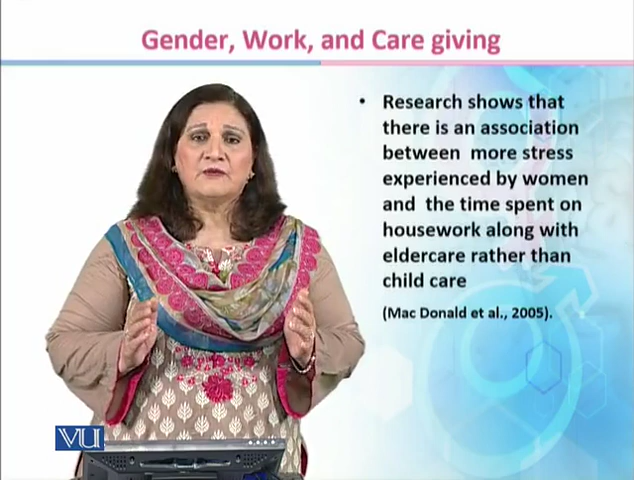 Gender, Work, and Care giving
• Research shows that
there is an association
between more stress
experienced by women
and the time spent on
housework along with
eldercare rather than
child care
(Mac Donald et al., 2005).
VU